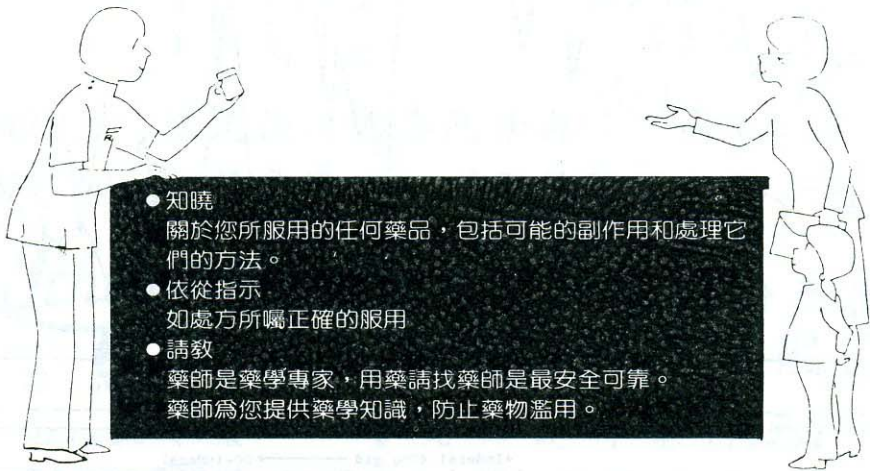 ●知曉
關於您所服用的任何藥品，包括可能的副作用和處理它
們的方法。
●依從指示
如處方所囑正確的服用
●請教
藥師是藥學專家，用藥請找藥師是最安全可靠。
藥師爲您提供藥學知識，防止藥物濫用。